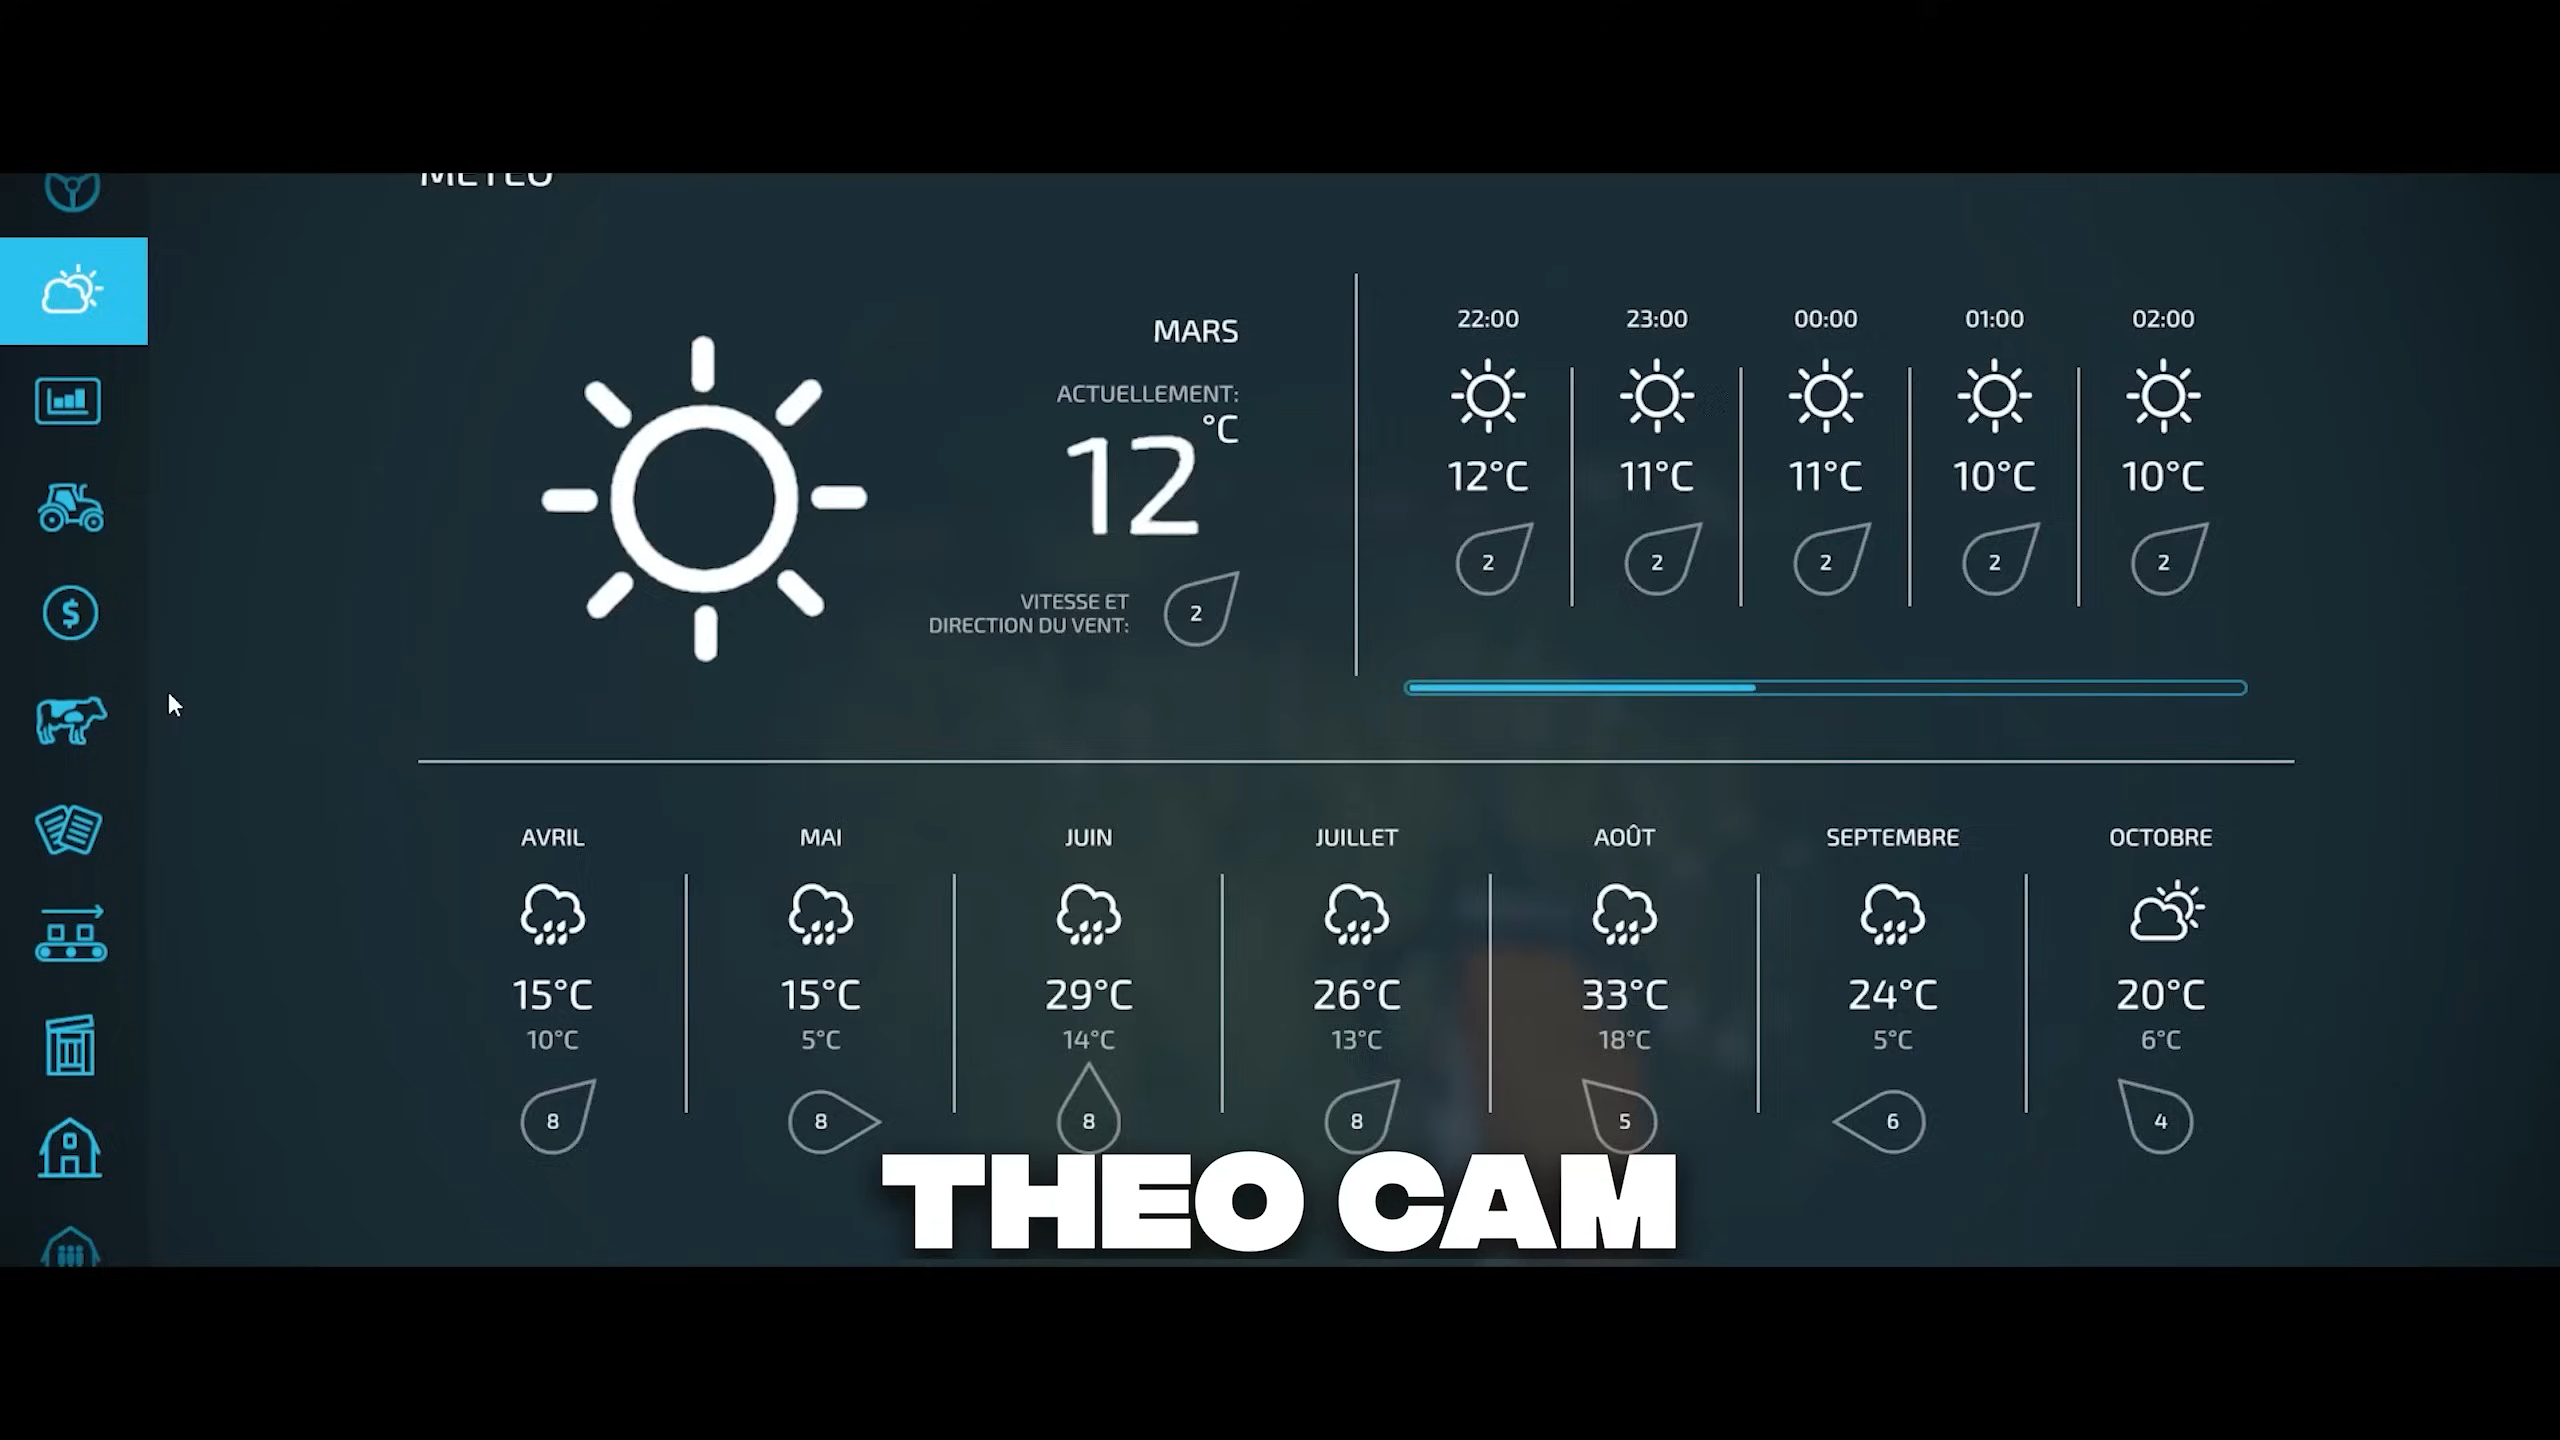 MÉTÉO
MARS
ACTUELLEMENT:
12 °C
VITESSE ET
DIRECTION DU VENT:
2
22:00 23:00 00:00 01:00 02:00
12°C 11°C 11°C 10°C 10°C
2 2 2 2 2
$
AVRIL MAI JUIN JUILLET AOÛT SEPTEMBRE OCTOBRE
15°C 15°C 29°C 26°C 33°C 24°C 20°C
10°C 5°C 14°C 13°C 18°C 5°C 6°C
8 8 8 8 5 6 4
THEO CAM